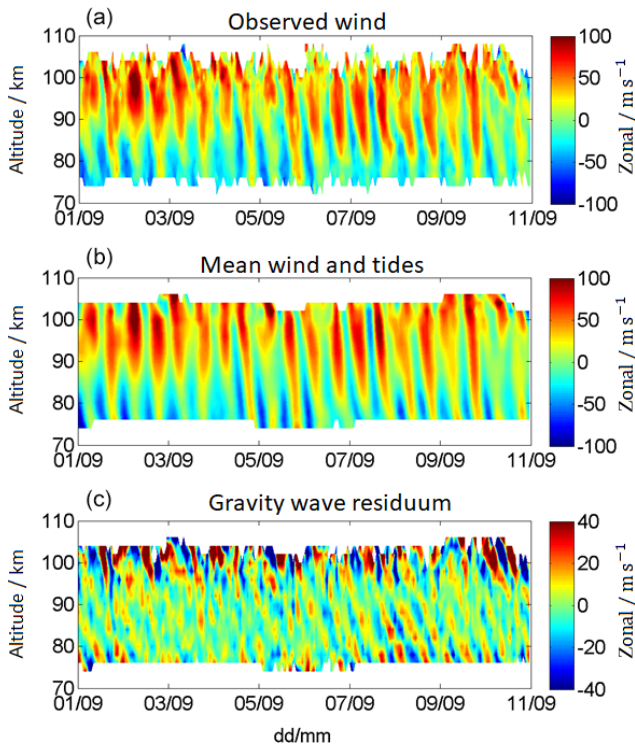 (a)
Observed wind
110
100
90
80
70
Altitude / km
01/09 03/09 05/09 07/09 09/09 11/09
100
50
0
-50
-100
Zonal / m s⁻¹
(b)
Mean wind and tides
110
100
90
80
70
Altitude / km
01/09 03/09 05/09 07/09 09/09 11/09
100
50
0
-50
-100
Zonal / m s⁻¹
(c)
Gravity wave residuum
110
100
90
80
70
Altitude / km
01/09 03/09 05/09 07/09 09/09 11/09
40
20
0
-20
-40
Zonal / m s⁻¹
dd/mm